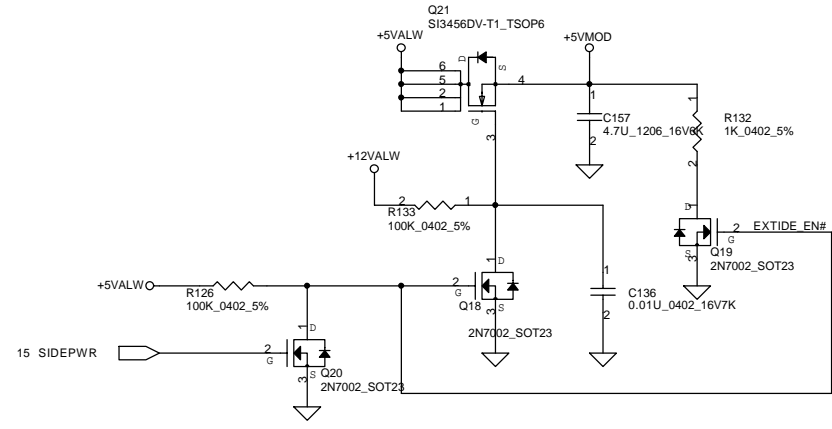 Q21
SI3456DV-T1_TSOP6
+5VALW
+5VMOD
D
S
6
5
2
1
4
G
3
1
C157
4.7U_1206_16V6K
2
1
R132
1K_0402_5%
2
+12VALW
2
1
R133
100K_0402_5%
D
1
2
EXTIDE_EN#
G
S
3
Q19
2N7002_SOT23
1
D
2
G
Q18
S
3
2N7002_SOT23
1
C136
0.01U_0402_16V7K
2
+5VALW
R126
100K_0402_5%
1
D
15 SIDEPWR
2
G
S
3
Q20
2N7002_SOT23